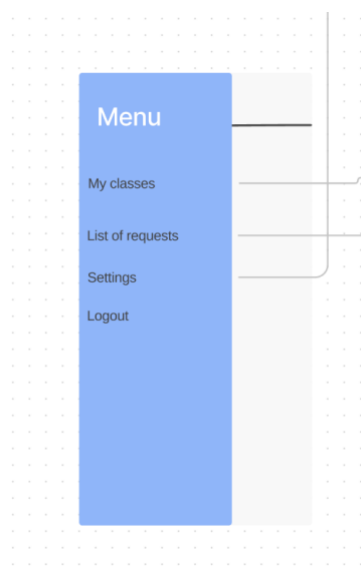 Menu
My classes
List of requests
Settings
Logout